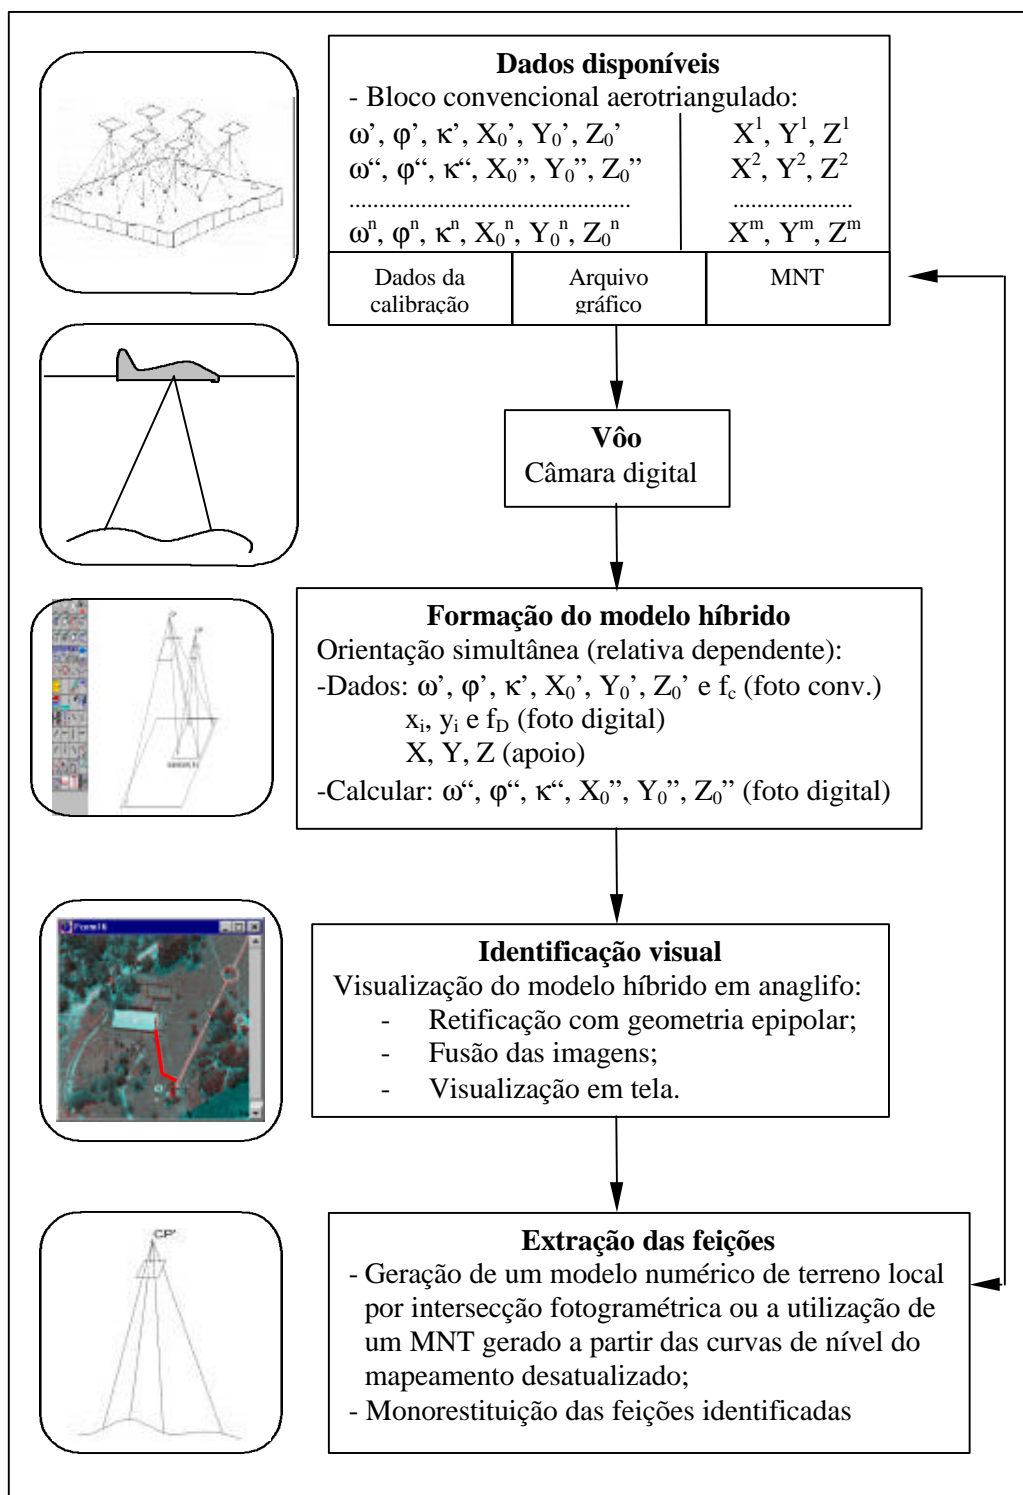 Dados disponíveis
- Bloco convencional aerotriangulado:
ω’, φ’, κ’, X₀’, Y₀’, Z₀’ X¹, Y¹, Z¹
ω“, φ“, κ“, X₀”, Y₀”, Z₀” X², Y², Z²
.......................................... ....................
ωⁿ, φⁿ, κⁿ, X₀ⁿ, Y₀ⁿ, Z₀ⁿ Xᵐ, Yᵐ, Zᵐ
Dados da calibração
Arquivo gráfico
MNT
Vôo
Câmara digital
Formação do modelo híbrido
Orientação simultânea (relativa dependente):
-Dados: ω’, φ’, κ’, X₀’, Y₀’, Z₀’ e f_c (foto conv.)
xᵢ, yᵢ e f_D (foto digital)
X, Y, Z (apoio)
-Calcular: ω“, φ“, κ“, X₀”, Y₀”, Z₀” (foto digital)
Form16
Identificação visual
Visualização do modelo híbrido em anaglifo:
- Retificação com geometria epipolar;
- Fusão das imagens;
- Visualização em tela.
CP'
Extração das feições
- Geração de um modelo numérico de terreno local
por intersecção fotogramétrica ou a utilização de
um MNT gerado a partir das curvas de nível do
mapeamento desatualizado;
- Monorestituição das feições identificadas